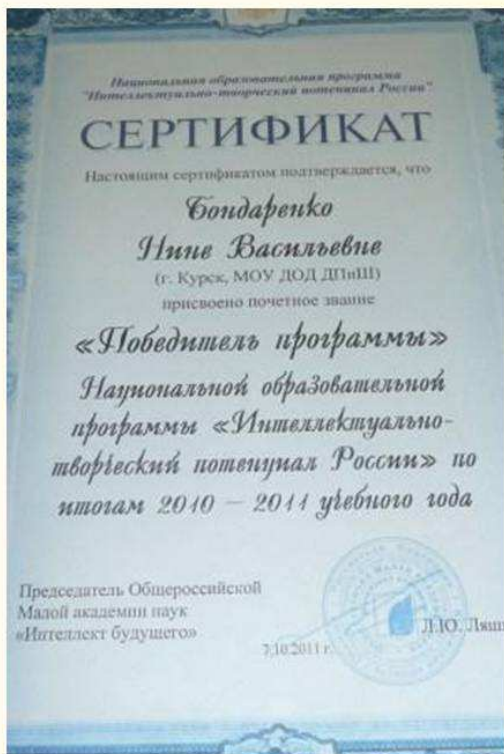 Национальная образовательная программа
"Интеллектуально-творческий потенциал России"
СЕРТИФИКАТ
Настоящим сертификатом подтверждается, что
Бондаренко
Нине Васильевне
(г. Курск, МОУ ДОД ДПиШ)
присвоено почетное звание
«Победитель программы»
Национальной образовательной
программы «Интеллектуально-
творческий потенциал России» по
итогам 2010 – 2011 учебного года
Председатель Общероссийской
Малой академии наук
«Интеллект будущего»
Л.Ю. Ляш
7.10.2011 г.